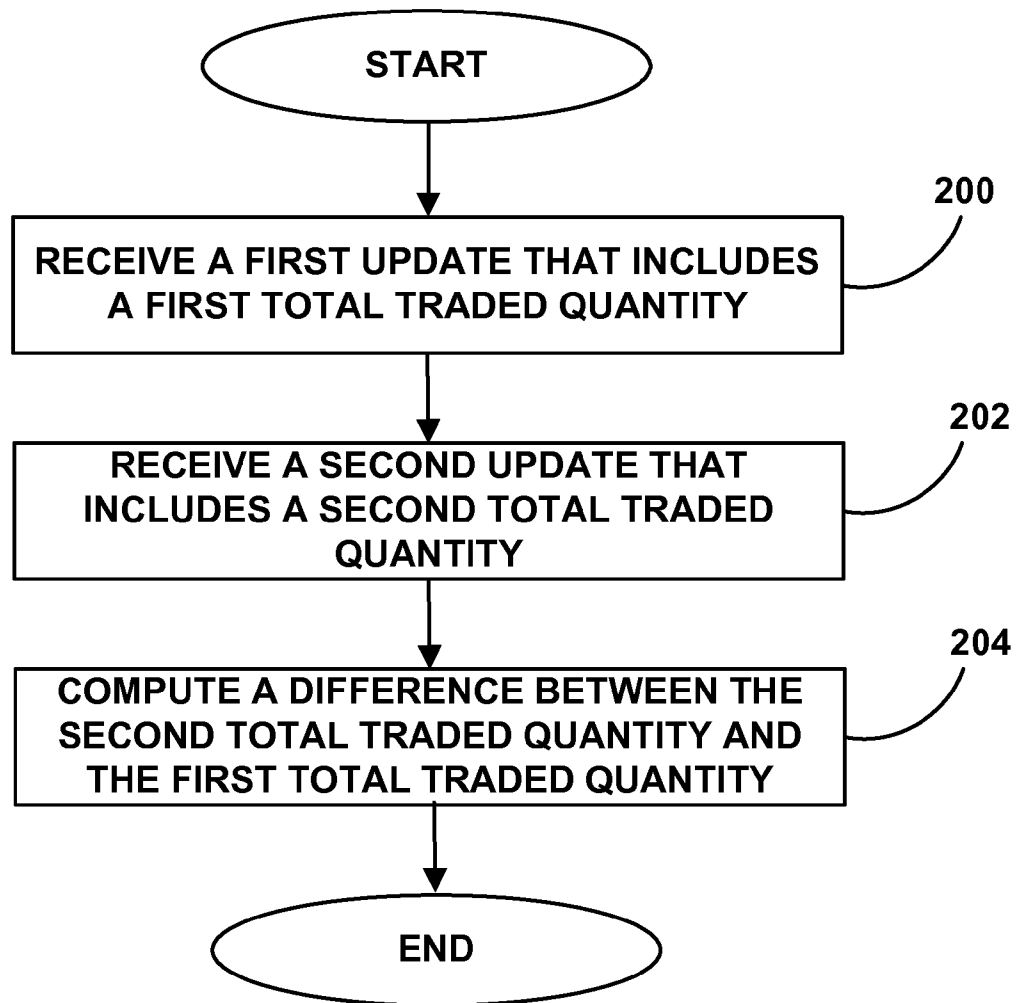 START
200
RECEIVE A FIRST UPDATE THAT INCLUDES
A FIRST TOTAL TRADED QUANTITY
202
RECEIVE A SECOND UPDATE THAT
INCLUDES A SECOND TOTAL TRADED
QUANTITY
204
COMPUTE A DIFFERENCE BETWEEN THE
SECOND TOTAL TRADED QUANTITY AND
THE FIRST TOTAL TRADED QUANTITY
END